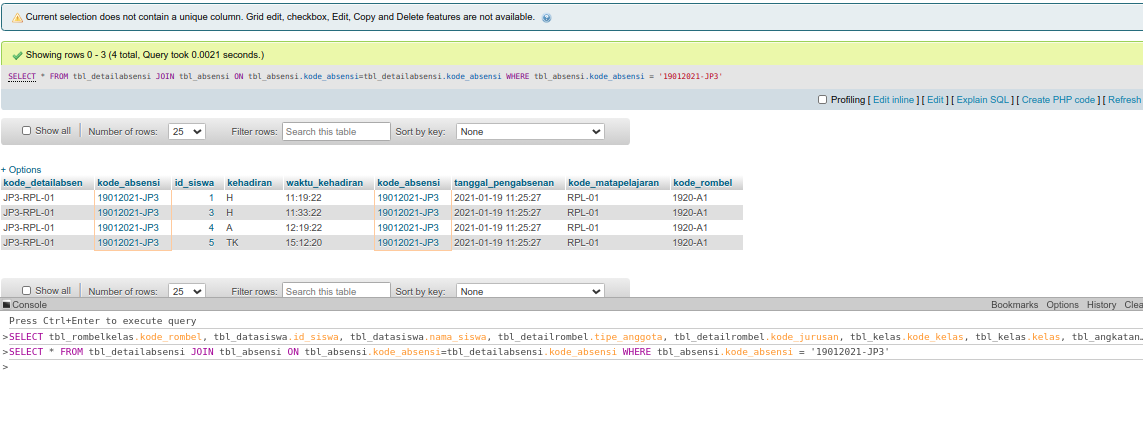 Current selection does not contain a unique column. Grid edit, checkbox, Edit, Copy and Delete features are not available.
Showing rows 0 - 3 (4 total, Query took 0.0021 seconds.)
SELECT * FROM tbl_detailabsensi JOIN tbl_absensi ON tbl_absensi.kode_absensi=tbl_detailabsensi.kode_absensi WHERE tbl_absensi.kode_absensi = '19012021-JP3'
Profiling [ Edit inline ] [ Edit ] [ Explain SQL ] [ Create PHP code ] [ Refresh
Show all Number of rows: 25 Filter rows: Search this table Sort by key: None
+ Options
kode_detailabsen kode_absensi id_siswa kehadiran waktu_kehadiran kode_absensi tanggal_pengabsenan kode_matapelajaran kode_rombel
JP3-RPL-01 19012021-JP3 1 H 11:19:22 19012021-JP3 2021-01-19 11:25:27 RPL-01 1920-A1
JP3-RPL-01 19012021-JP3 3 H 11:33:22 19012021-JP3 2021-01-19 11:25:27 RPL-01 1920-A1
JP3-RPL-01 19012021-JP3 4 A 12:19:22 19012021-JP3 2021-01-19 11:25:27 RPL-01 1920-A1
JP3-RPL-01 19012021-JP3 5 TK 15:12:20 19012021-JP3 2021-01-19 11:25:27 RPL-01 1920-A1
Show all Number of rows: 25 Filter rows: Search this table Sort by key: None
Console Bookmarks Options History Clea
Press Ctrl+Enter to execute query
>SELECT tbl_rombelkelas.kode_rombel, tbl_datasiswa.id_siswa, tbl_datasiswa.nama_siswa, tbl_detailrombel.tipe_anggota, tbl_detailrombel.kode_jurusan, tbl_kelas.kode_kelas, tbl_kelas.kelas, tbl_angkatan…
>SELECT * FROM tbl_detailabsensi JOIN tbl_absensi ON tbl_absensi.kode_absensi=tbl_detailabsensi.kode_absensi WHERE tbl_absensi.kode_absensi = '19012021-JP3'
>